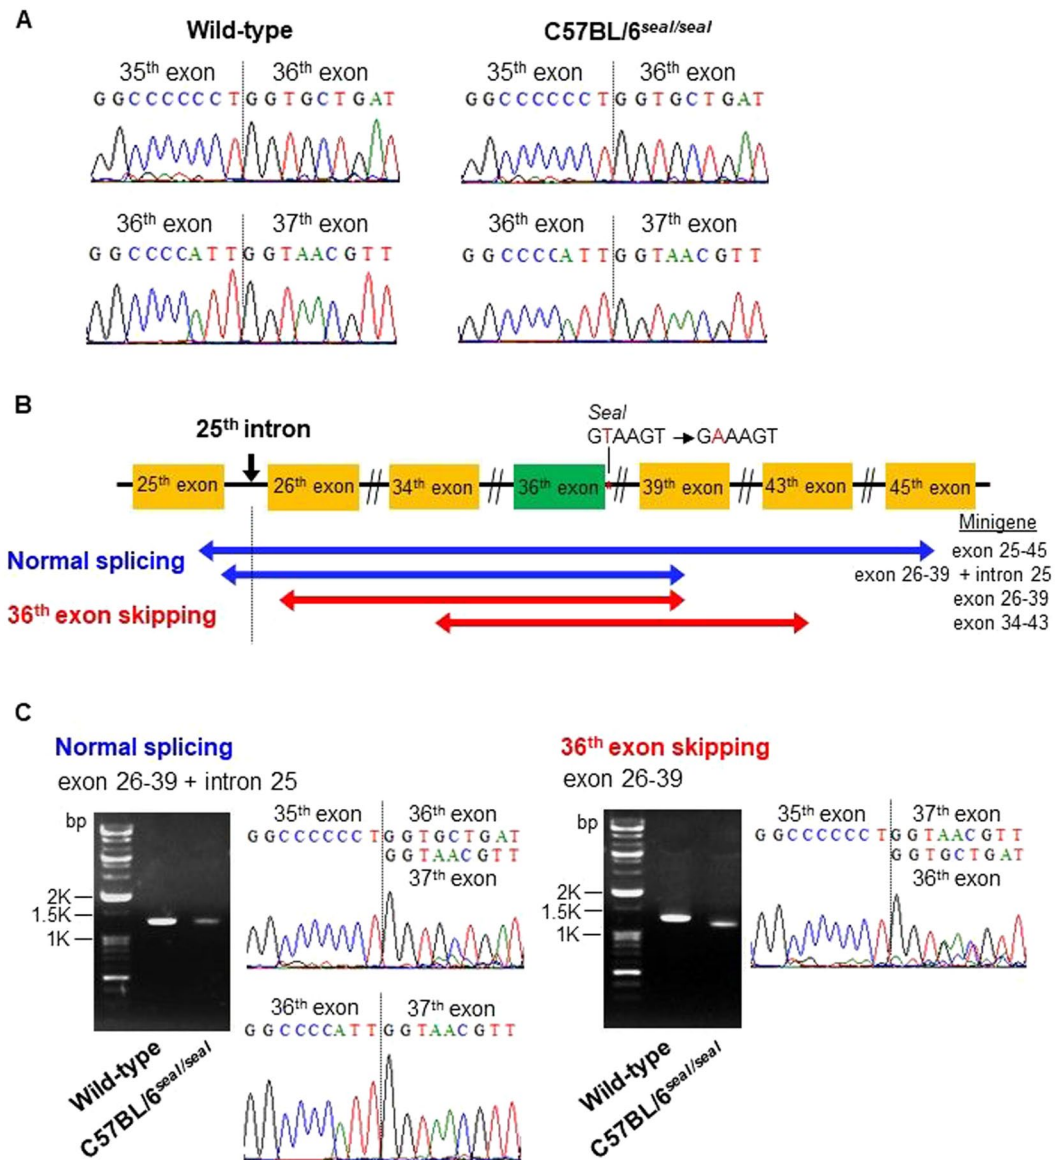 A
Wild-type
C57BL/6seal/seal
35th exon
36th exon
GGCCCCCCTGGTGCTGAT
35th exon
36th exon
GGCCCCCCTGGTGCTGAT
36th exon
37th exon
GGCCCCATTGGTAACGTT
36th exon
37th exon
GGCCCCATTGGTAACGTT
B
25th intron
Seal
GTAAGT → GAAAGT
25th exon
26th exon
34th exon
36th exon
*
39th exon
43th exon
45th exon
Minigene
Normal splicing
exon 25-45
exon 26-39 + intron 25
36th exon skipping
exon 26-39
exon 34-43
C
Normal splicing
exon 26-39 + intron 25
bp
2K
1.5K
1K
Wild-type
C57BL/6seal/seal
35th exon
36th exon
GGCCCCCCTGGTGCTGAT
GGTAACGTT
37th exon
36th exon
37th exon
GGCCCCATTGGTAACGTT
36th exon skipping
exon 26-39
bp
2K
1.5K
1K
Wild-type
C57BL/6seal/seal
35th exon
37th exon
GGCCCCCCTGGTAACGTT
GGTGCTGAT
36th exon